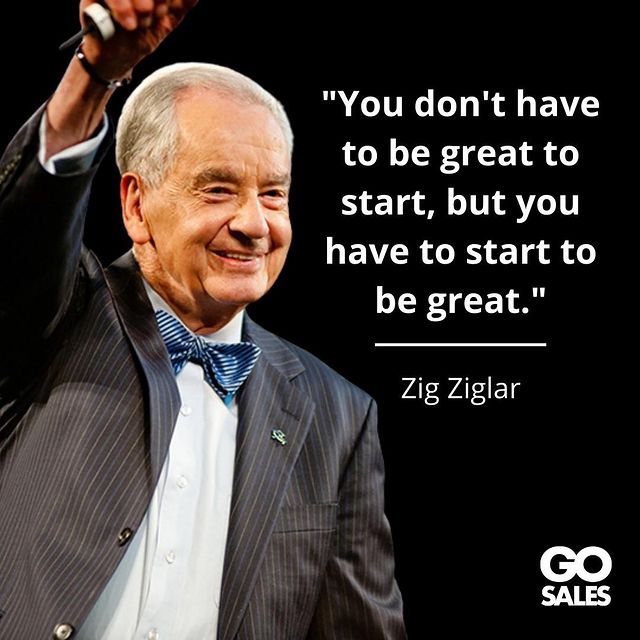 "You don't have
to be great to
start, but you
have to start to
be great."
Zig Ziglar
GO
SALES